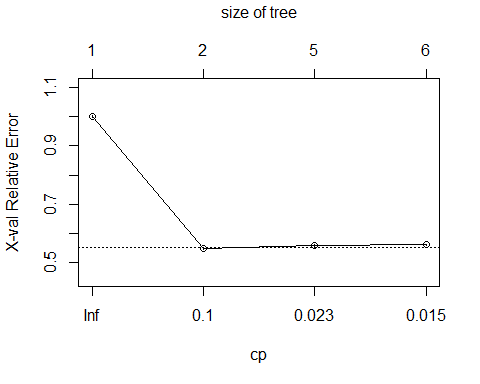 size of tree
1 2 5 6
X-val Relative Error
1.1
0.9
0.7
0.5
Inf 0.1 0.023 0.015
cp